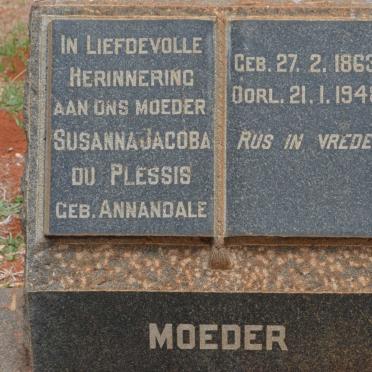 In Liefdevolle
Herinnering
aan ons moeder
Susanna Jacoba
du Plessis
geb. Annandale
Geb. 27. 2. 1863
Oorl. 21. 1. 194
Rus in vrede
MOEDER